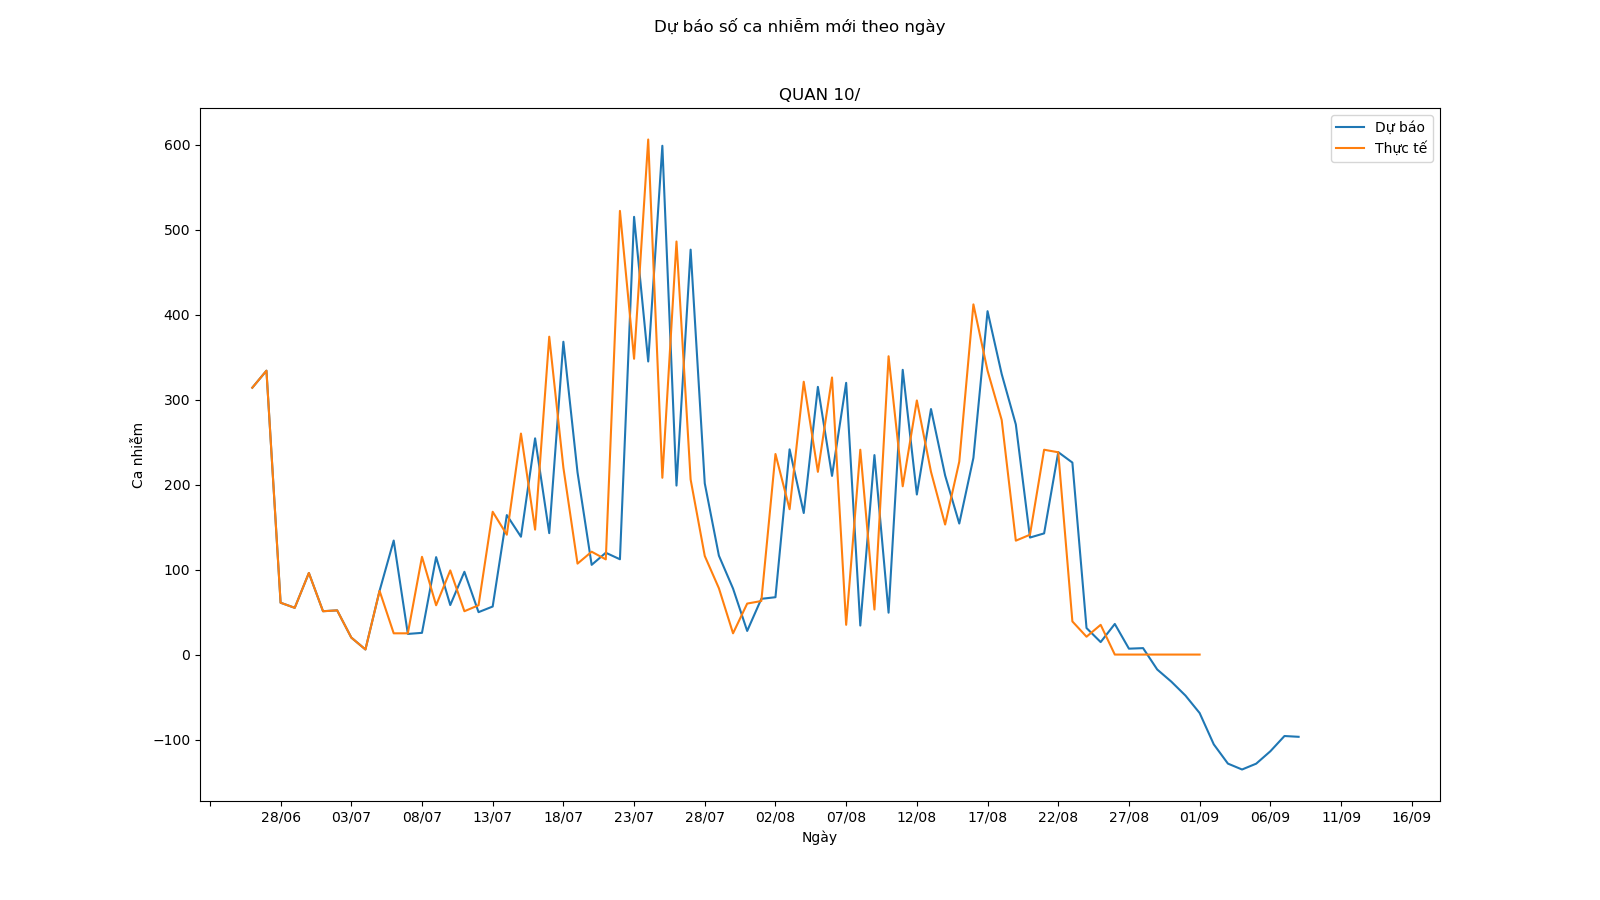 Dự báo số ca nhiễm mới theo ngày
QUAN 10/
Dự báo
Thực tế
600
500
400
300
200
100
0
−100
Ca nhiễm
28/06 03/07 08/07 13/07 18/07 23/07 28/07 02/08 07/08 12/08 17/08 22/08 27/08 01/09 06/09 11/09 16/09
Ngày